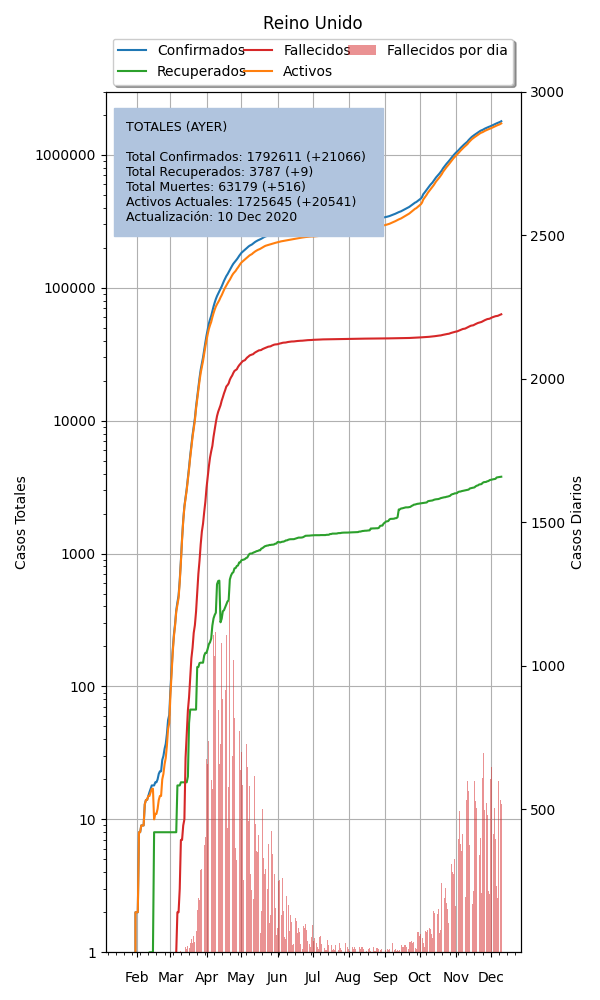 Reino Unido
Confirmados Fallecidos Fallecidos por dia
Recuperados Activos
TOTALES (AYER)
Total Confirmados: 1792611 (+21066)
Total Recuperados: 3787 (+9)
Total Muertes: 63179 (+516)
Activos Actuales: 1725645 (+20541)
Actualización: 10 Dec 2020
Casos Totales
1000000
100000
10000
1000
100
10
1
3000
2500
2000
1500
1000
500
Casos Diarios
Feb Mar Apr May Jun Jul Aug Sep Oct Nov Dec